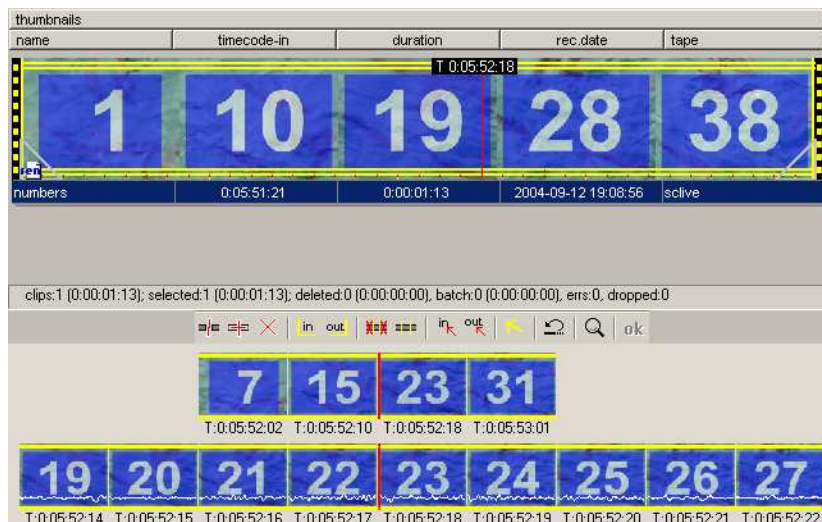 thumbnails
name timecode-in duration rec.date tape
T 0:05:52:18
1 10 19 28 38
ren
numbers 0:05:51:21 0:00:01:13 2004-09-12 19:08:56 sclive
clips:1 (0:00:01:13); selected:1 (0:00:01:13); deleted:0 (0:00:00:00), batch:0 (0:00:00:00), errs:0, dropped:0
in out in out ok
7 15 23 31
T:0:05:52:02 T:0:05:52:10 T:0:05:52:18 T:0:05:53:01
19 20 21 22 23 24 25 26 27
T:0:05:52:14 T:0:05:52:15 T:0:05:52:16 T:0:05:52:17 T:0:05:52:18 T:0:05:52:19 T:0:05:52:20 T:0:05:52:21 T:0:05:52:22